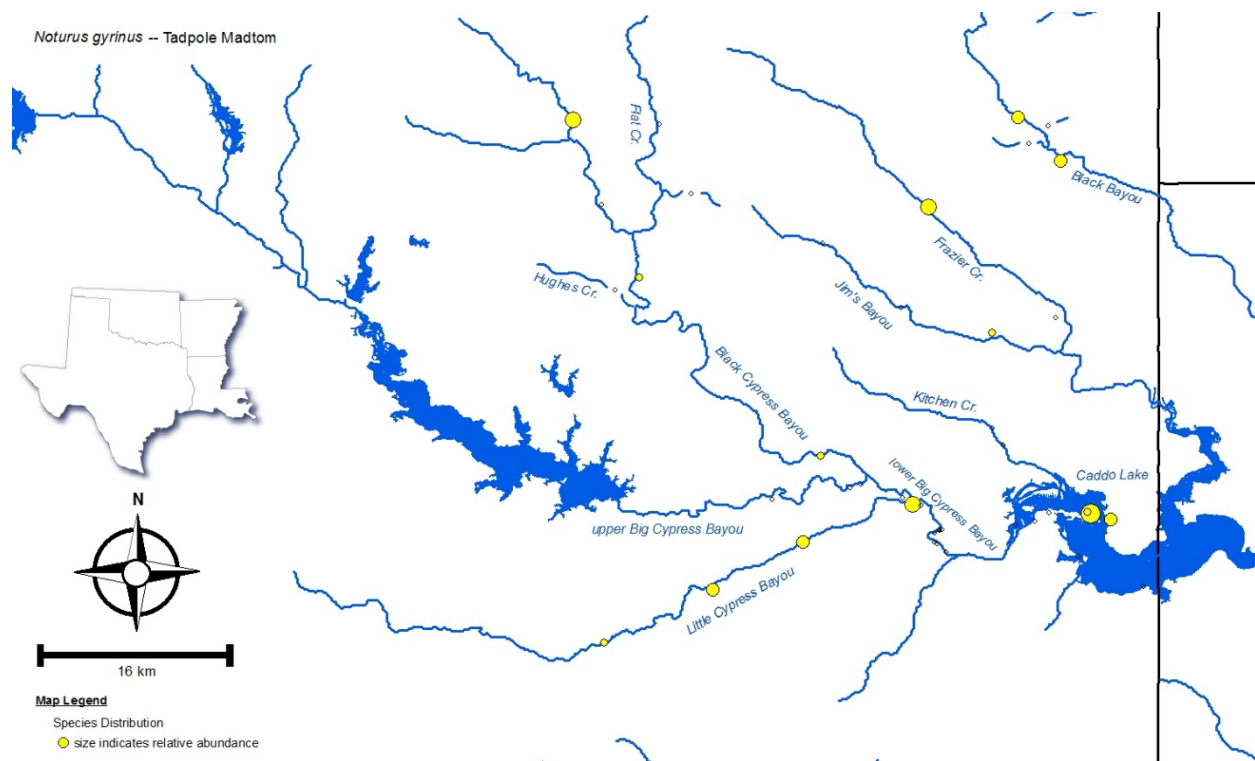 Noturus gyrinus -- Tadpole Madtom
Flat Cr.
Black Bayou
Frazier Cr.
Hughes Cr.
Jim's Bayou
Black Cypress Bayou
Kitchen Cr.
lower Big Cypress Bayou
Caddo Lake
upper Big Cypress Bayou
Little Cypress Bayou
N
16 km
Map Legend
Species Distribution
size indicates relative abundance